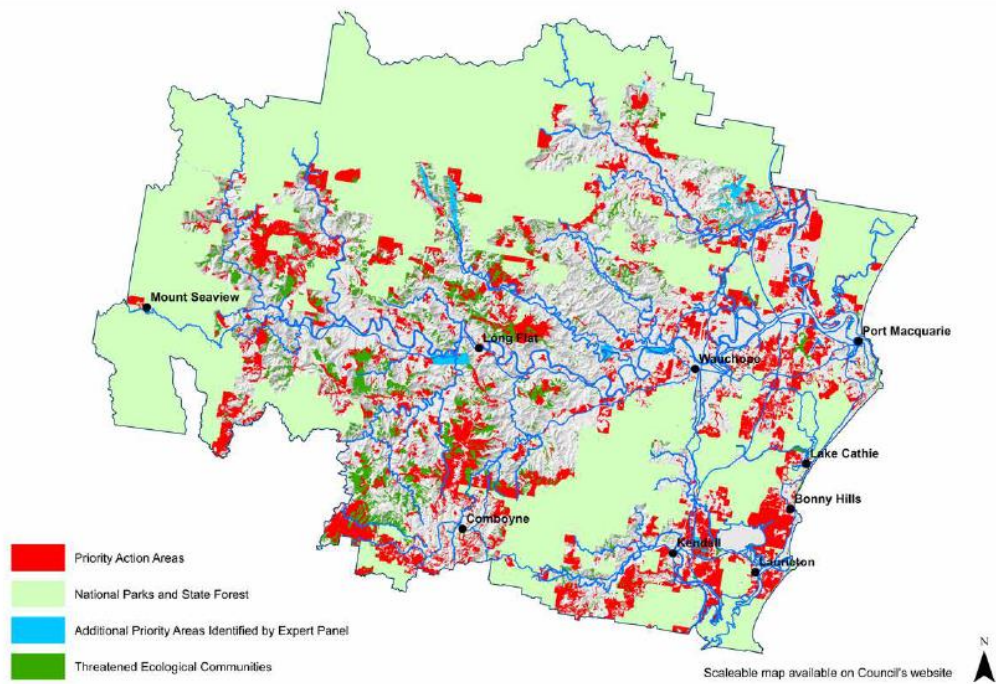 Mount Seaview
Port Macquarie
Long Flat
Wauchope
Lake Cathie
Bonny Hills
Comboyne
Kendall
Laurieton
Priority Action Areas
National Parks and State Forest
Additional Priority Areas Identified by Expert Panel
Threatened Ecological Communities
N
Scaleable map available on Council's website